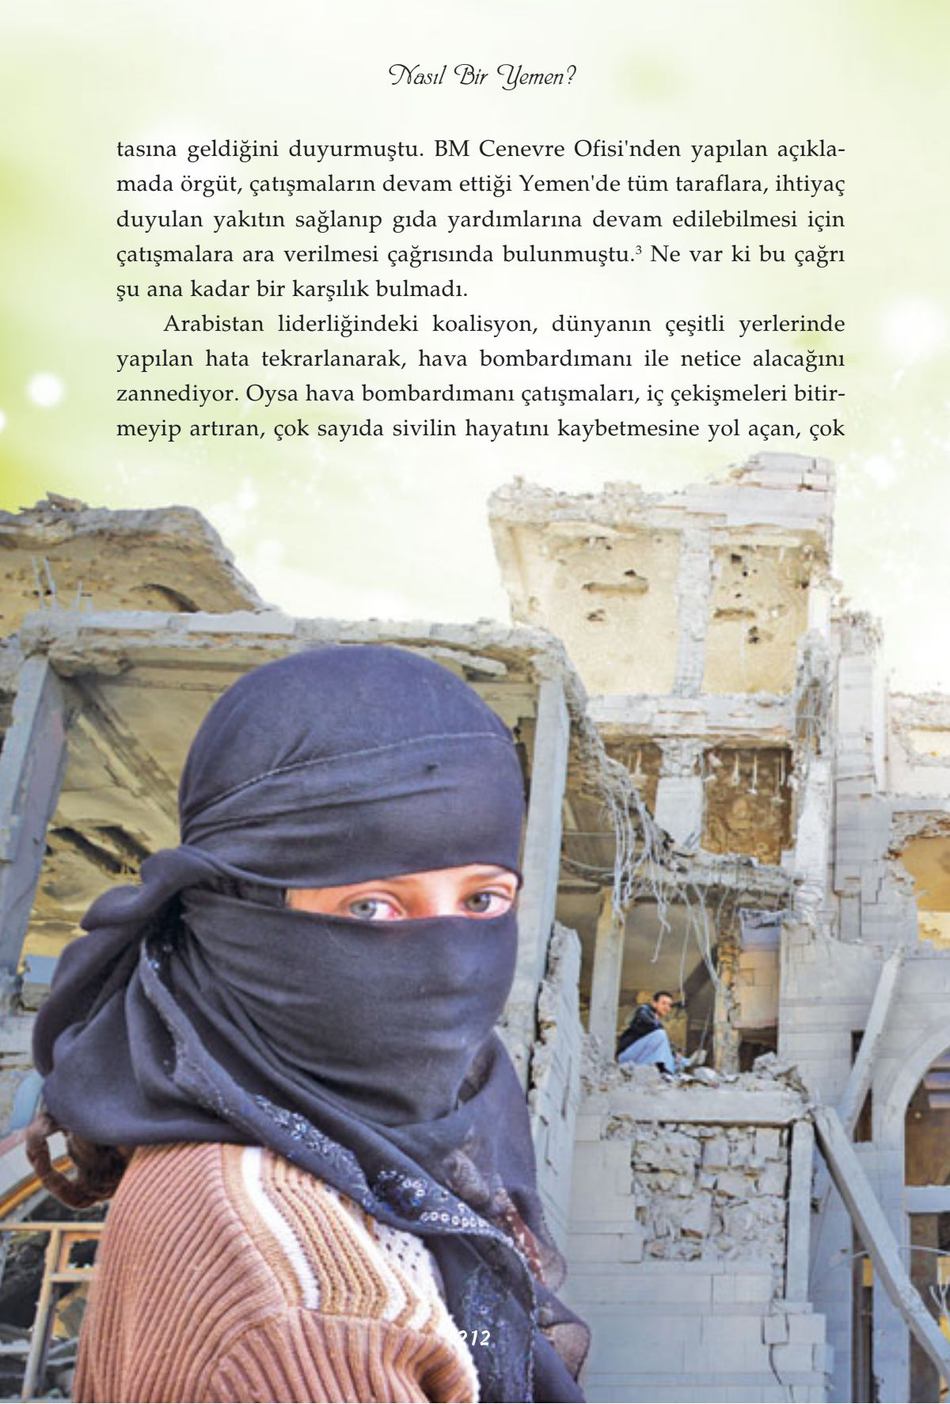 Nasıl Bir Yemen?
tasına geldiğini duyurmuştu. BM Cenevre Ofisi'nden yapılan açıkla-
mada örgüt, çatışmaların devam ettiği Yemen'de tüm taraflara, ihtiyaç
duyulan yakıtın sağlanıp gıda yardımlarına devam edilebilmesi için
çatışmalara ara verilmesi çağrısında bulunmuştu.³ Ne var ki bu çağrı
şu ana kadar bir karşılık bulmadı.
Arabistan liderliğindeki koalisyon, dünyanın çeşitli yerlerinde
yapılan hata tekrarlanarak, hava bombardımanı ile netice alacağını
zannediyor. Oysa hava bombardımanı çatışmaları, iç çekişmeleri bitir-
meyip artıran, çok sayıda sivilin hayatını kaybetmesine yol açan, çok
212